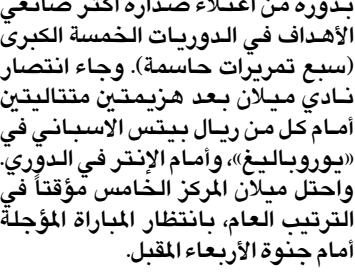 بدوره من اعتلاء صدارة أكثر صانعي
الأهداف في الدوريات الخمسة الكبرى
(سبع تمريرات حاسمة). وجاء انتصار
نادي ميلان بعد هزيمتين متتاليتين
أمام كل من ريال بيتس الاسباني في
«يوروباليغ»، وأمام الإنتر في الدوري.
واحتل ميلان المركز الخامس مؤقتاً في
الترتيب العام، بانتظار المباراة المؤجلة
أمام جنوة الأربعاء المقبل.